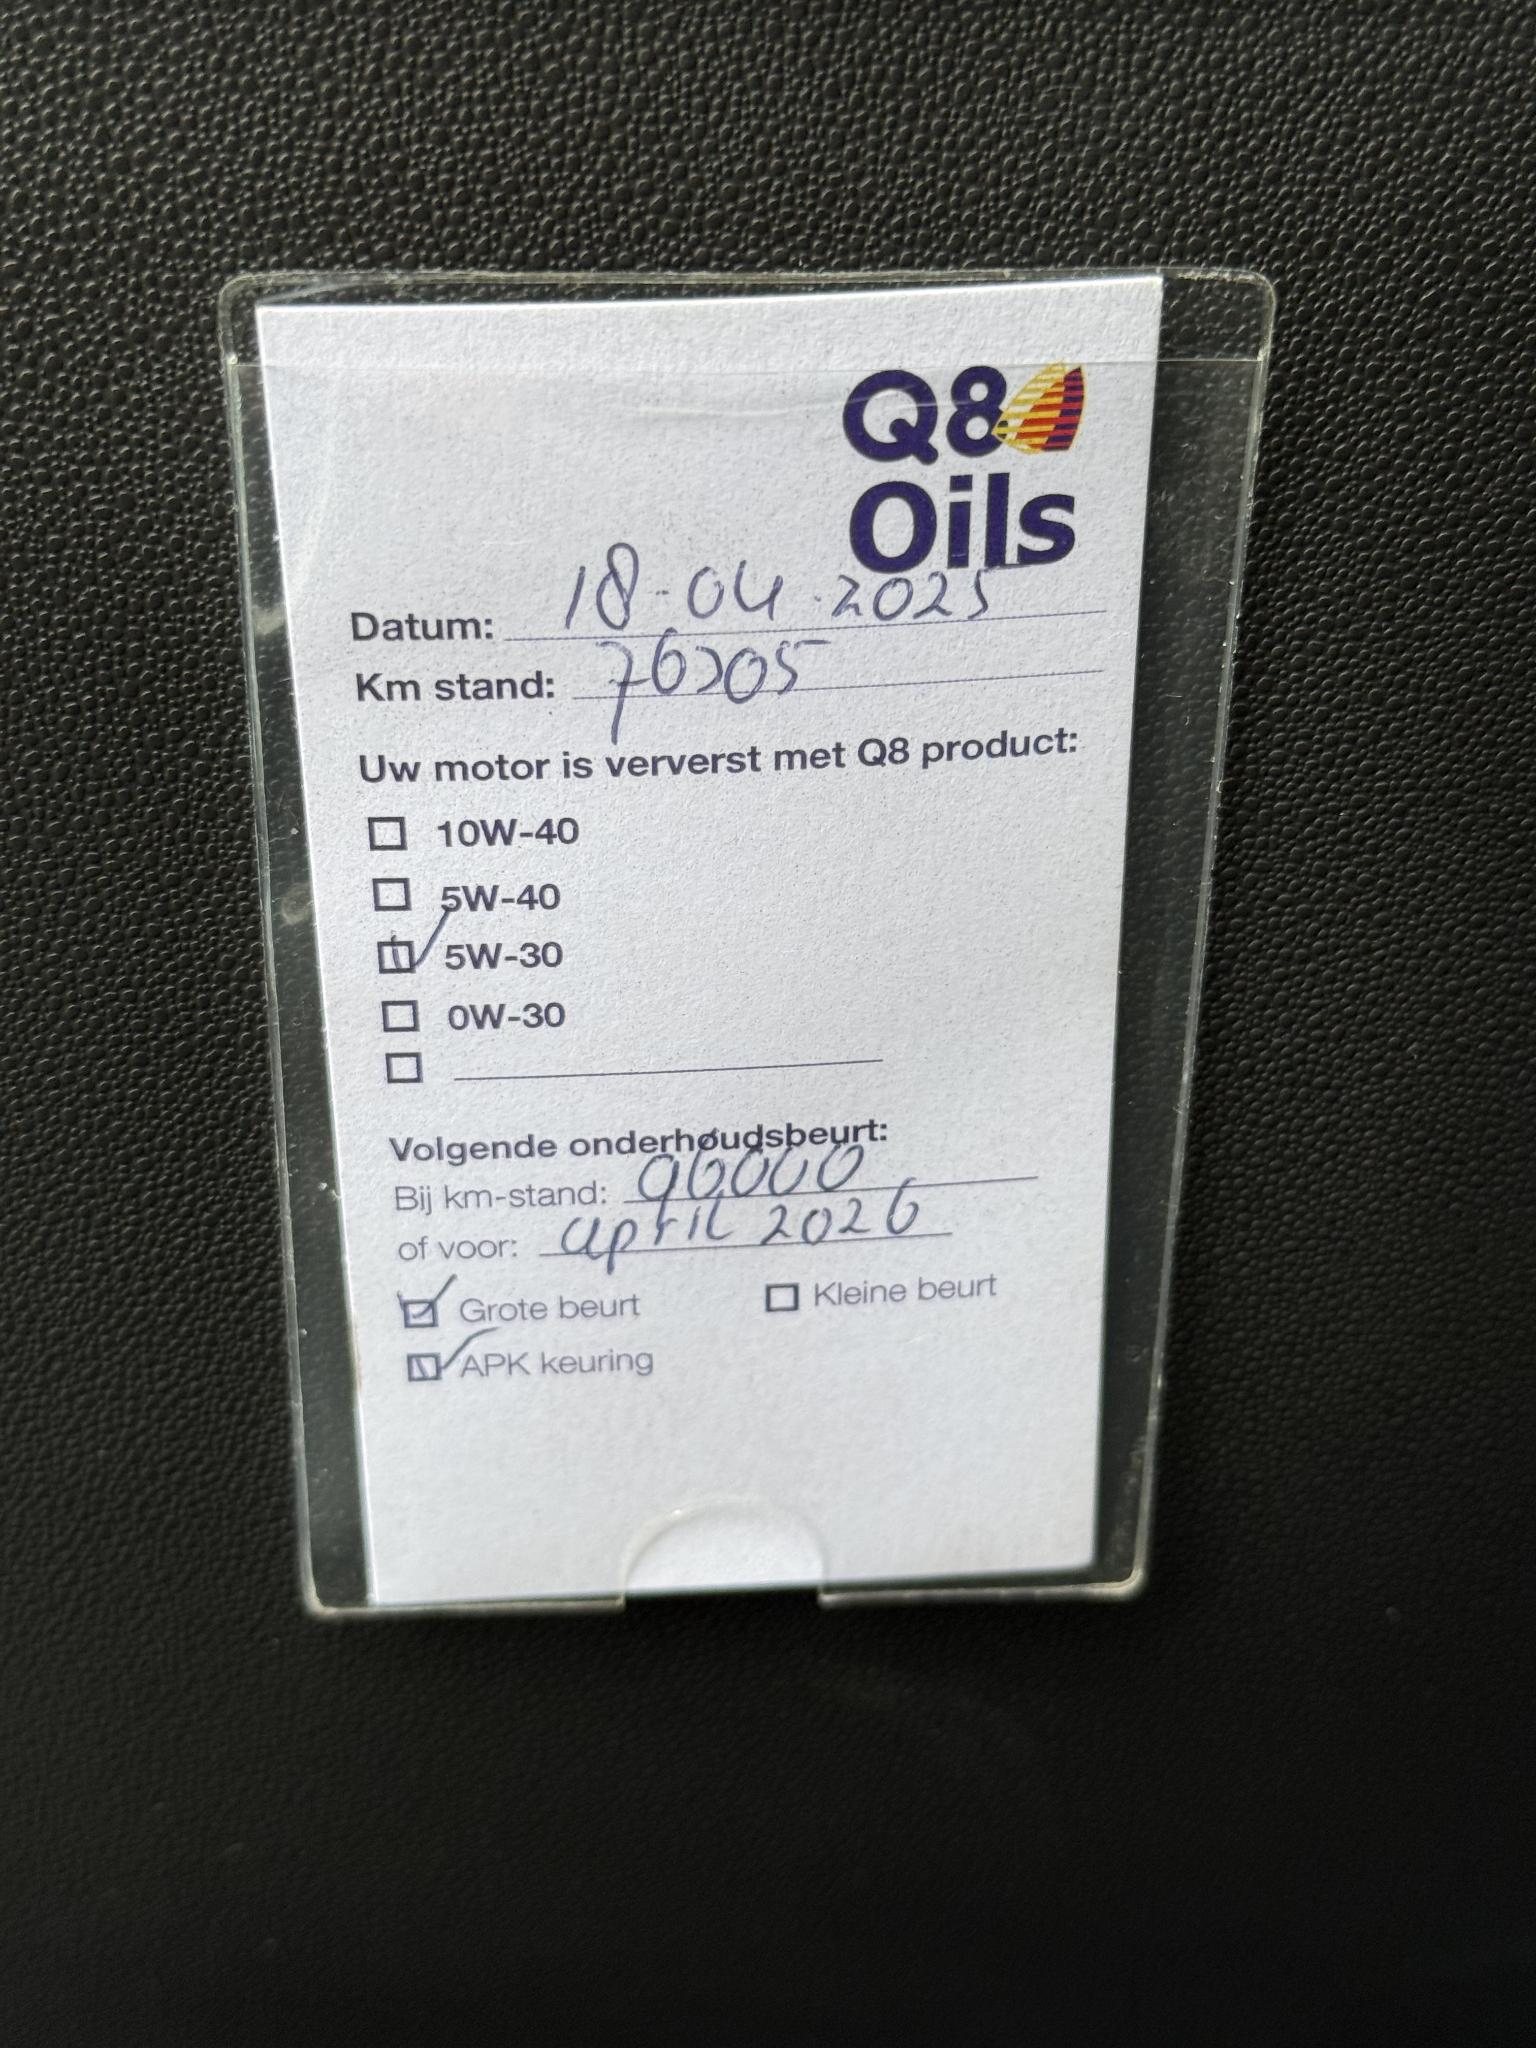 Q8
Oils
Datum: 18-04-2025
Km stand:
Uw motor is ververst met Q8 product:
10W-40
5W-40
5W-30
0W-30
Volgende onderhoudsbeurt:
Bij km-stand: 96000
of voor: april 2026
Grote beurt
Kleine beurt
APK keuring